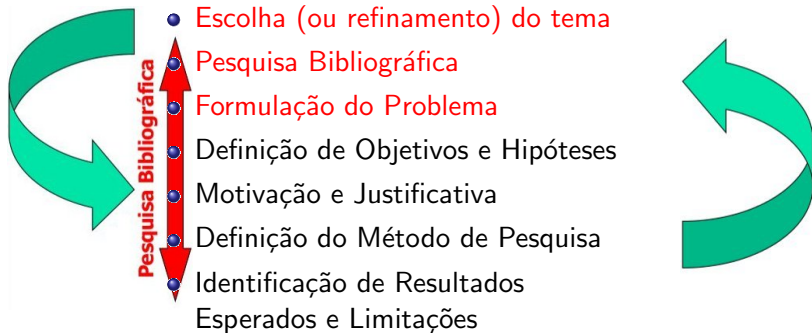 Escolha (ou refinamento) do tema
Pesquisa Bibliográfica
Formulação do Problema
Definição de Objetivos e Hipóteses
Motivação e Justificativa
Definição do Método de Pesquisa
Identificação de Resultados
Esperados e Limitações
Pesquisa Bibliográfica